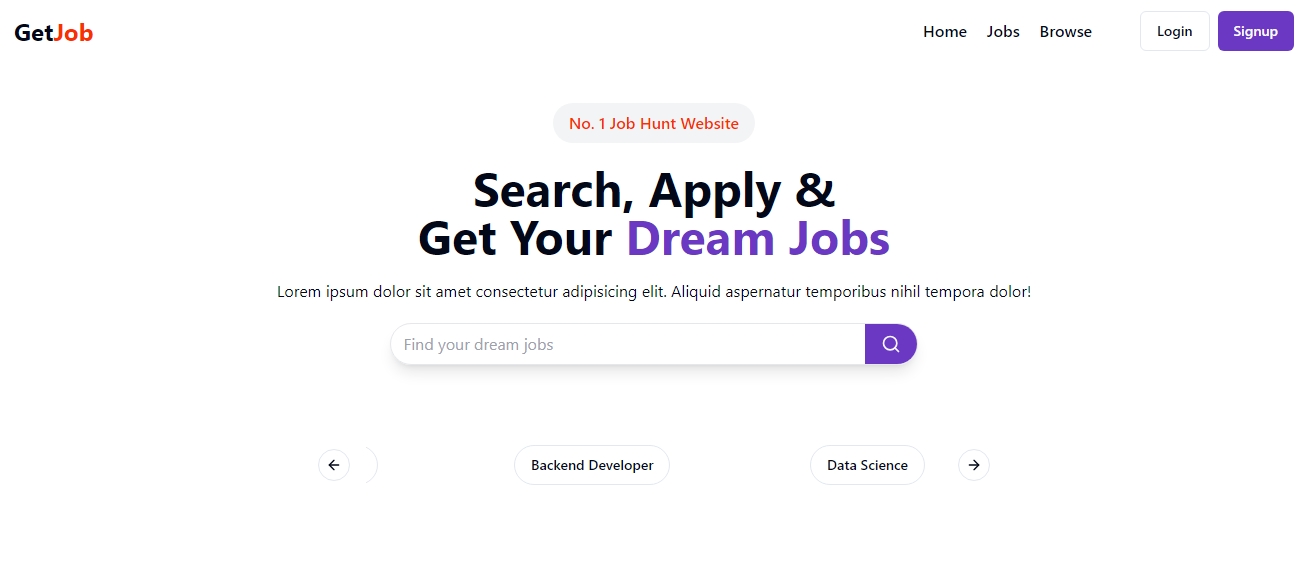 GetJob
Home Jobs Browse Login Signup
No. 1 Job Hunt Website
Search, Apply &
Get Your Dream Jobs
Lorem ipsum dolor sit amet consectetur adipisicing elit. Aliquid aspernatur temporibus nihil tempora dolor!
Find your dream jobs
Backend Developer Data Science